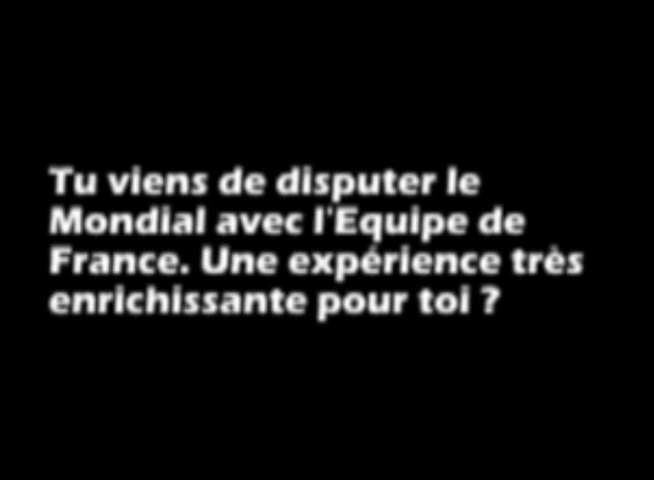 Tu viens de disputer le
Mondial avec l'Equipe de
France. Une expérience très
enrichissante pour toi ?